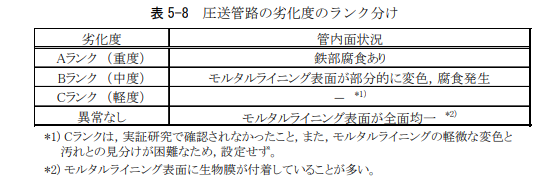 表 5-8　圧送管路の劣化度のランク分け
劣化度　管内面状況
Aランク（重度）　鉄部腐食あり
Bランク（中度）　モルタルライニング表面が部分的に変色，腐食発生
Cランク（軽度）　－ *1)
異常なし　モルタルライニング表面が全面均一 *2)
*1) Cランクは，実証研究で確認されなかったこと，また，モルタルライニングの軽微な変色と
汚れとの見分けが困難なため，設定せず。
*2) モルタルライニング表面に生物膜が付着していることが多い。